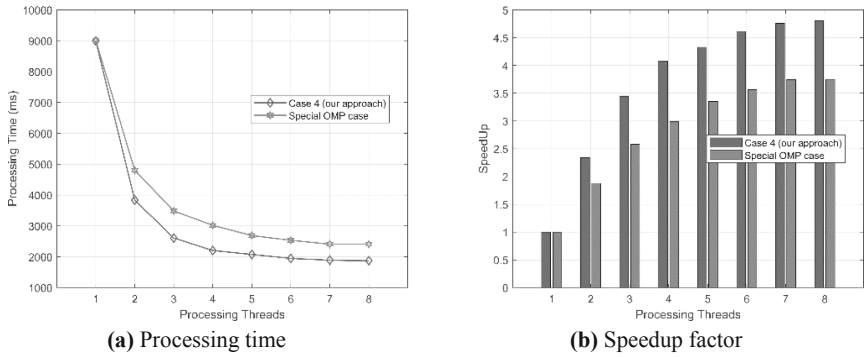 10000
9000
8000
7000
6000
5000
4000
3000
2000
1000
Processing Time (ms)
Case 4 (our approach)
Special OMP case
1 2 3 4 5 6 7 8
Processing Threads
(a) Processing time
5
4.5
4
3.5
3
2.5
2
1.5
1
0.5
0
SpeedUp
Case 4 (our approach)
Special OMP case
1 2 3 4 5 6 7 8
Processing Threads
(b) Speedup factor